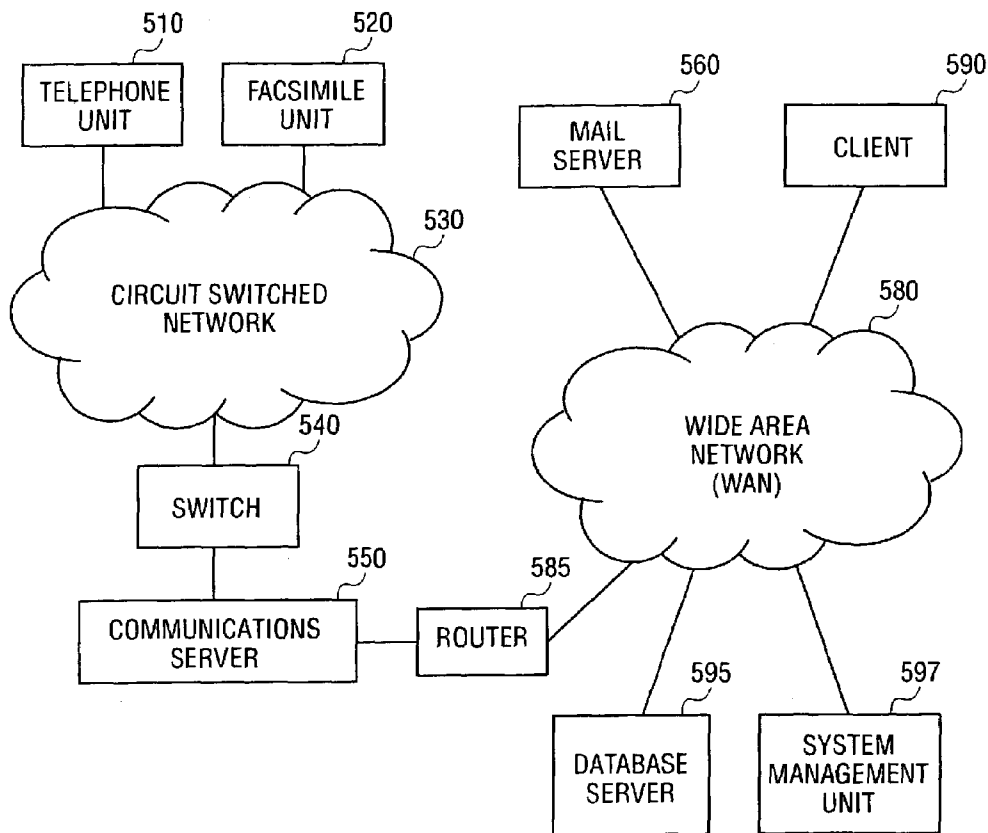 510
TELEPHONE
UNIT
520
FACSIMILE
UNIT
560
MAIL
SERVER
590
CLIENT
530
CIRCUIT SWITCHED
NETWORK
580
WIDE AREA
NETWORK
(WAN)
540
SWITCH
550
COMMUNICATIONS
SERVER
585
ROUTER
595
DATABASE
SERVER
597
SYSTEM
MANAGEMENT
UNIT